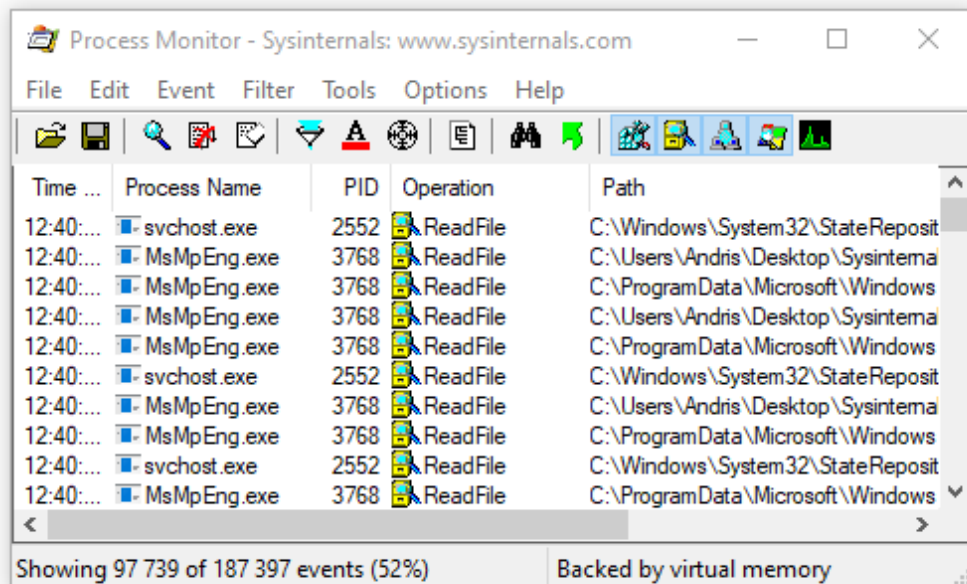 Process Monitor - Sysinternals: www.sysinternals.com
File Edit Event Filter Tools Options Help
Time ... Process Name PID Operation Path
12:40:... svchost.exe 2552 ReadFile C:\Windows\System32\StateReposit
12:40:... MsMpEng.exe 3768 ReadFile C:\Users\Andris\Desktop\Sysinternal
12:40:... MsMpEng.exe 3768 ReadFile C:\ProgramData\Microsoft\Windows
12:40:... MsMpEng.exe 3768 ReadFile C:\Users\Andris\Desktop\Sysinternal
12:40:... MsMpEng.exe 3768 ReadFile C:\ProgramData\Microsoft\Windows
12:40:... svchost.exe 2552 ReadFile C:\Windows\System32\StateReposit
12:40:... MsMpEng.exe 3768 ReadFile C:\Users\Andris\Desktop\Sysinternal
12:40:... MsMpEng.exe 3768 ReadFile C:\ProgramData\Microsoft\Windows
12:40:... svchost.exe 2552 ReadFile C:\Windows\System32\StateReposit
12:40:... MsMpEng.exe 3768 ReadFile C:\ProgramData\Microsoft\Windows
Showing 97 739 of 187 397 events (52%) Backed by virtual memory